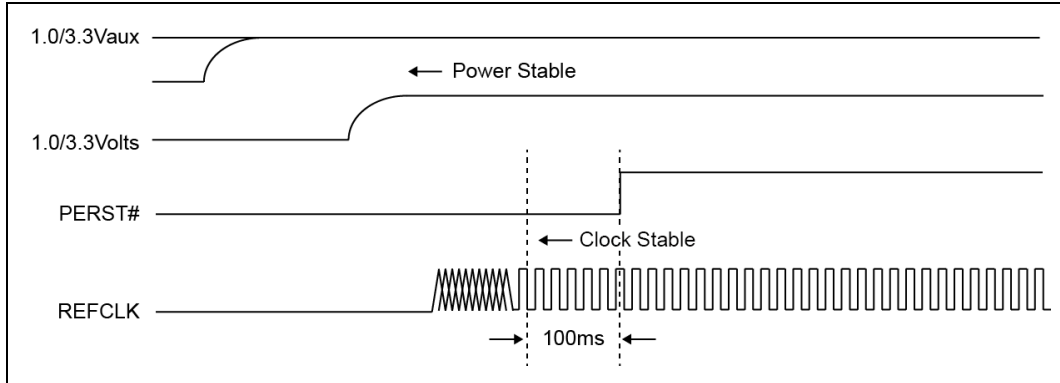 1.0/3.3Vaux
Power Stable
1.0/3.3Volts
PERST#
Clock Stable
REFCLK
100ms